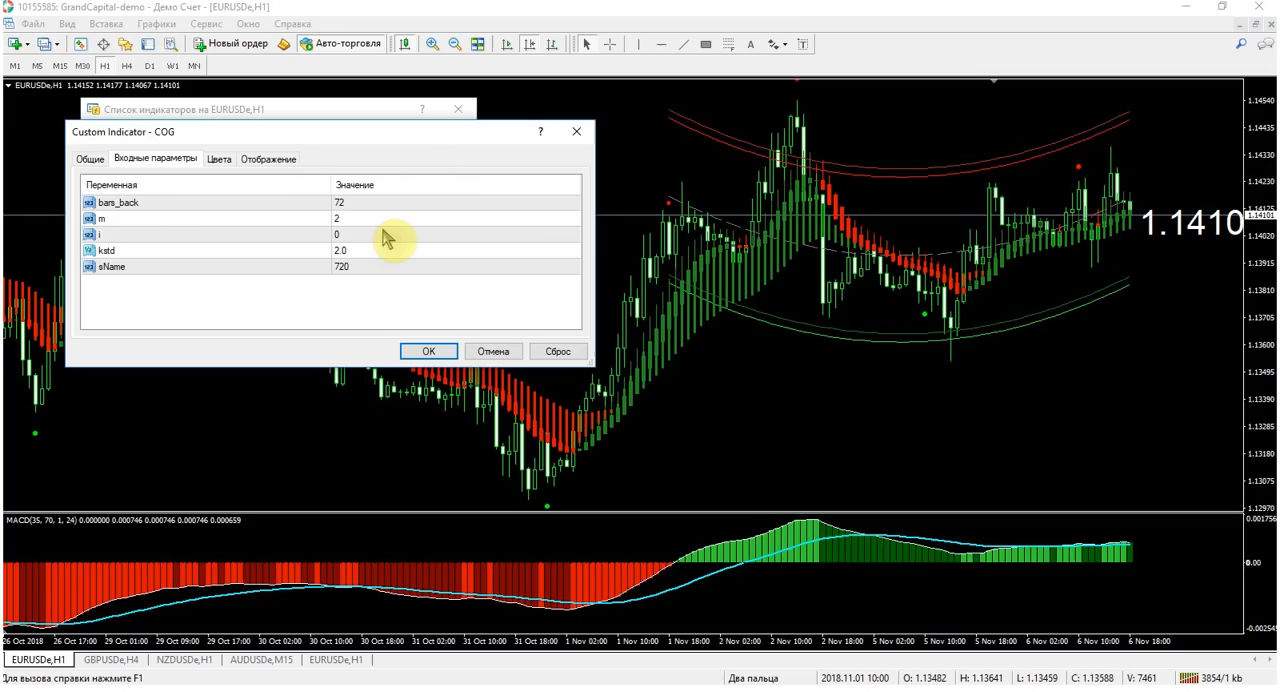 10155585: GrandCapital-demo - Демо Счет - [EURUSDe,H1]
Файл Вид Вставка Графики Сервис Окно Справка
Новый ордер Авто-торговля
M1 M5 M15 M30 H1 H4 D1 W1 MN
EURUSDe,H1 1.14152 1.14177 1.14067 1.14101
Список индикаторов на EURUSDe,H1
Custom Indicator - COG
Общие Входные параметры Цвета Отображение
Переменная Значение
bars_back 72
m 2
i 0
kstd 2.0
sName 720
OK Отмена Сброс
1.1410
1.14540
1.14435
1.14330
1.14230
1.14125
1.14101
1.14020
1.13915
1.13810
1.13705
1.13600
1.13495
1.13390
1.13285
1.13180
1.13075
1.12970
MACD(35, 70, 1, 24) 0.000000 0.000746 0.000746 0.000746 0.000659
0.001756
0.00
-0.002545
26 Oct 2018 26 Oct 17:00 29 Oct 01:00 29 Oct 09:00 29 Oct 17:00 30 Oct 02:00 30 Oct 10:00 30 Oct 18:00 31 Oct 02:00 31 Oct 10:00 31 Oct 18:00 1 Nov 02:00 1 Nov 10:00 1 Nov 18:00 2 Nov 02:00 2 Nov 10:00 2 Nov 18:00 5 Nov 02:00 5 Nov 10:00 5 Nov 18:00 6 Nov 02:00 6 Nov 10:00 6 Nov 18:00
EURUSDe,H1 GBPUSDe,H4 NZDUSDe,H1 AUDUSDe,M15 EURUSDe,H1
Для вызова справки нажмите F1 Два пальца 2018.11.01 10:00 O: 1.13482 H: 1.13641 L: 1.13459 C: 1.13588 V: 7461 3854/1 kb